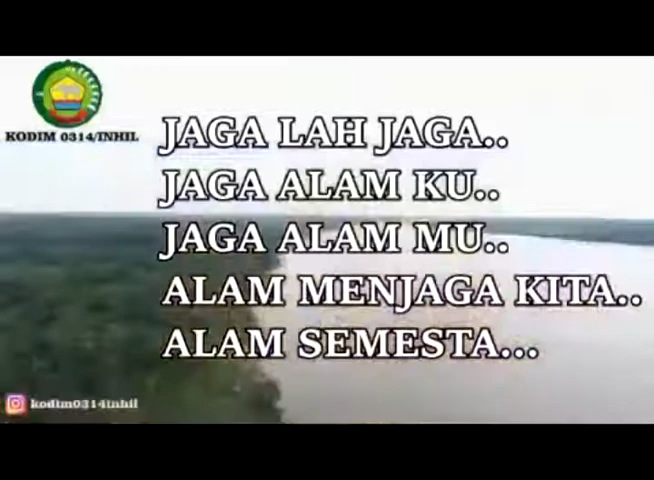 KODIM 0314/INHIL
JAGA LAH JAGA..
JAGA ALAM KU..
JAGA ALAM MU..
ALAM MENJAGA KITA..
ALAM SEMESTA...
kodim0314inhil